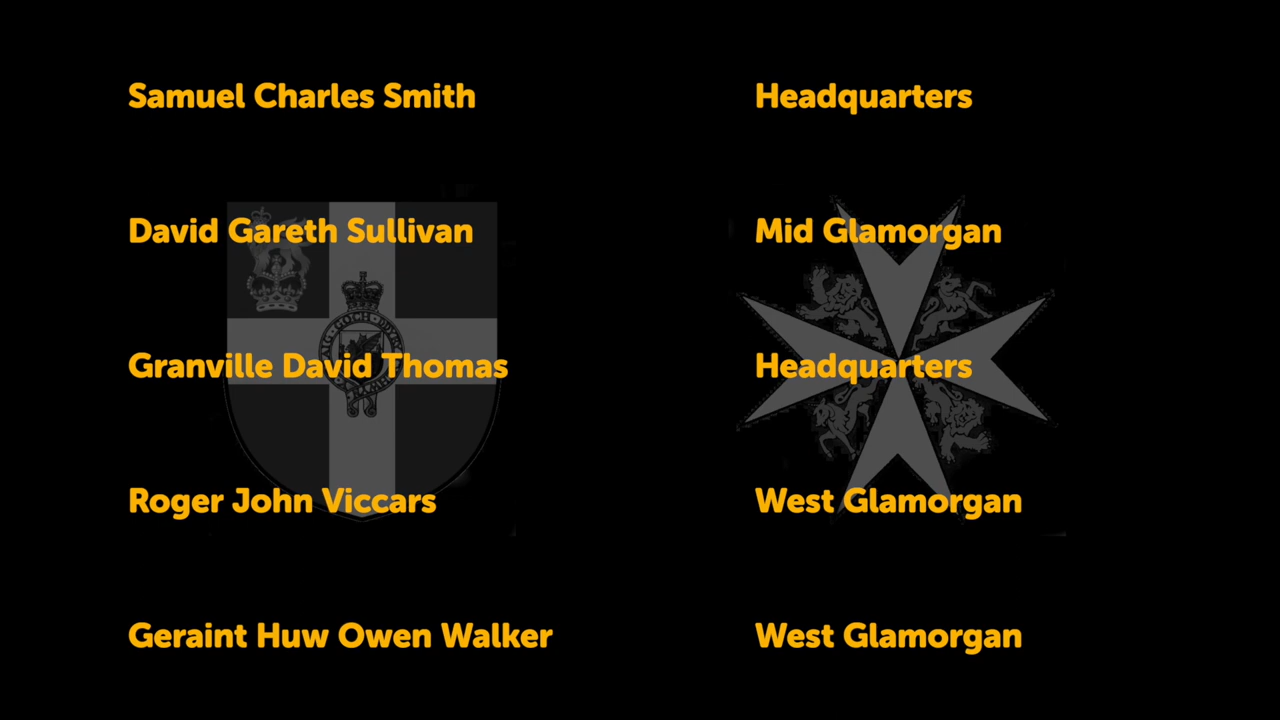 Samuel Charles Smith Headquarters
David Gareth Sullivan Mid Glamorgan
Granville David Thomas Headquarters
Roger John Viccars West Glamorgan
Geraint Huw Owen Walker West Glamorgan